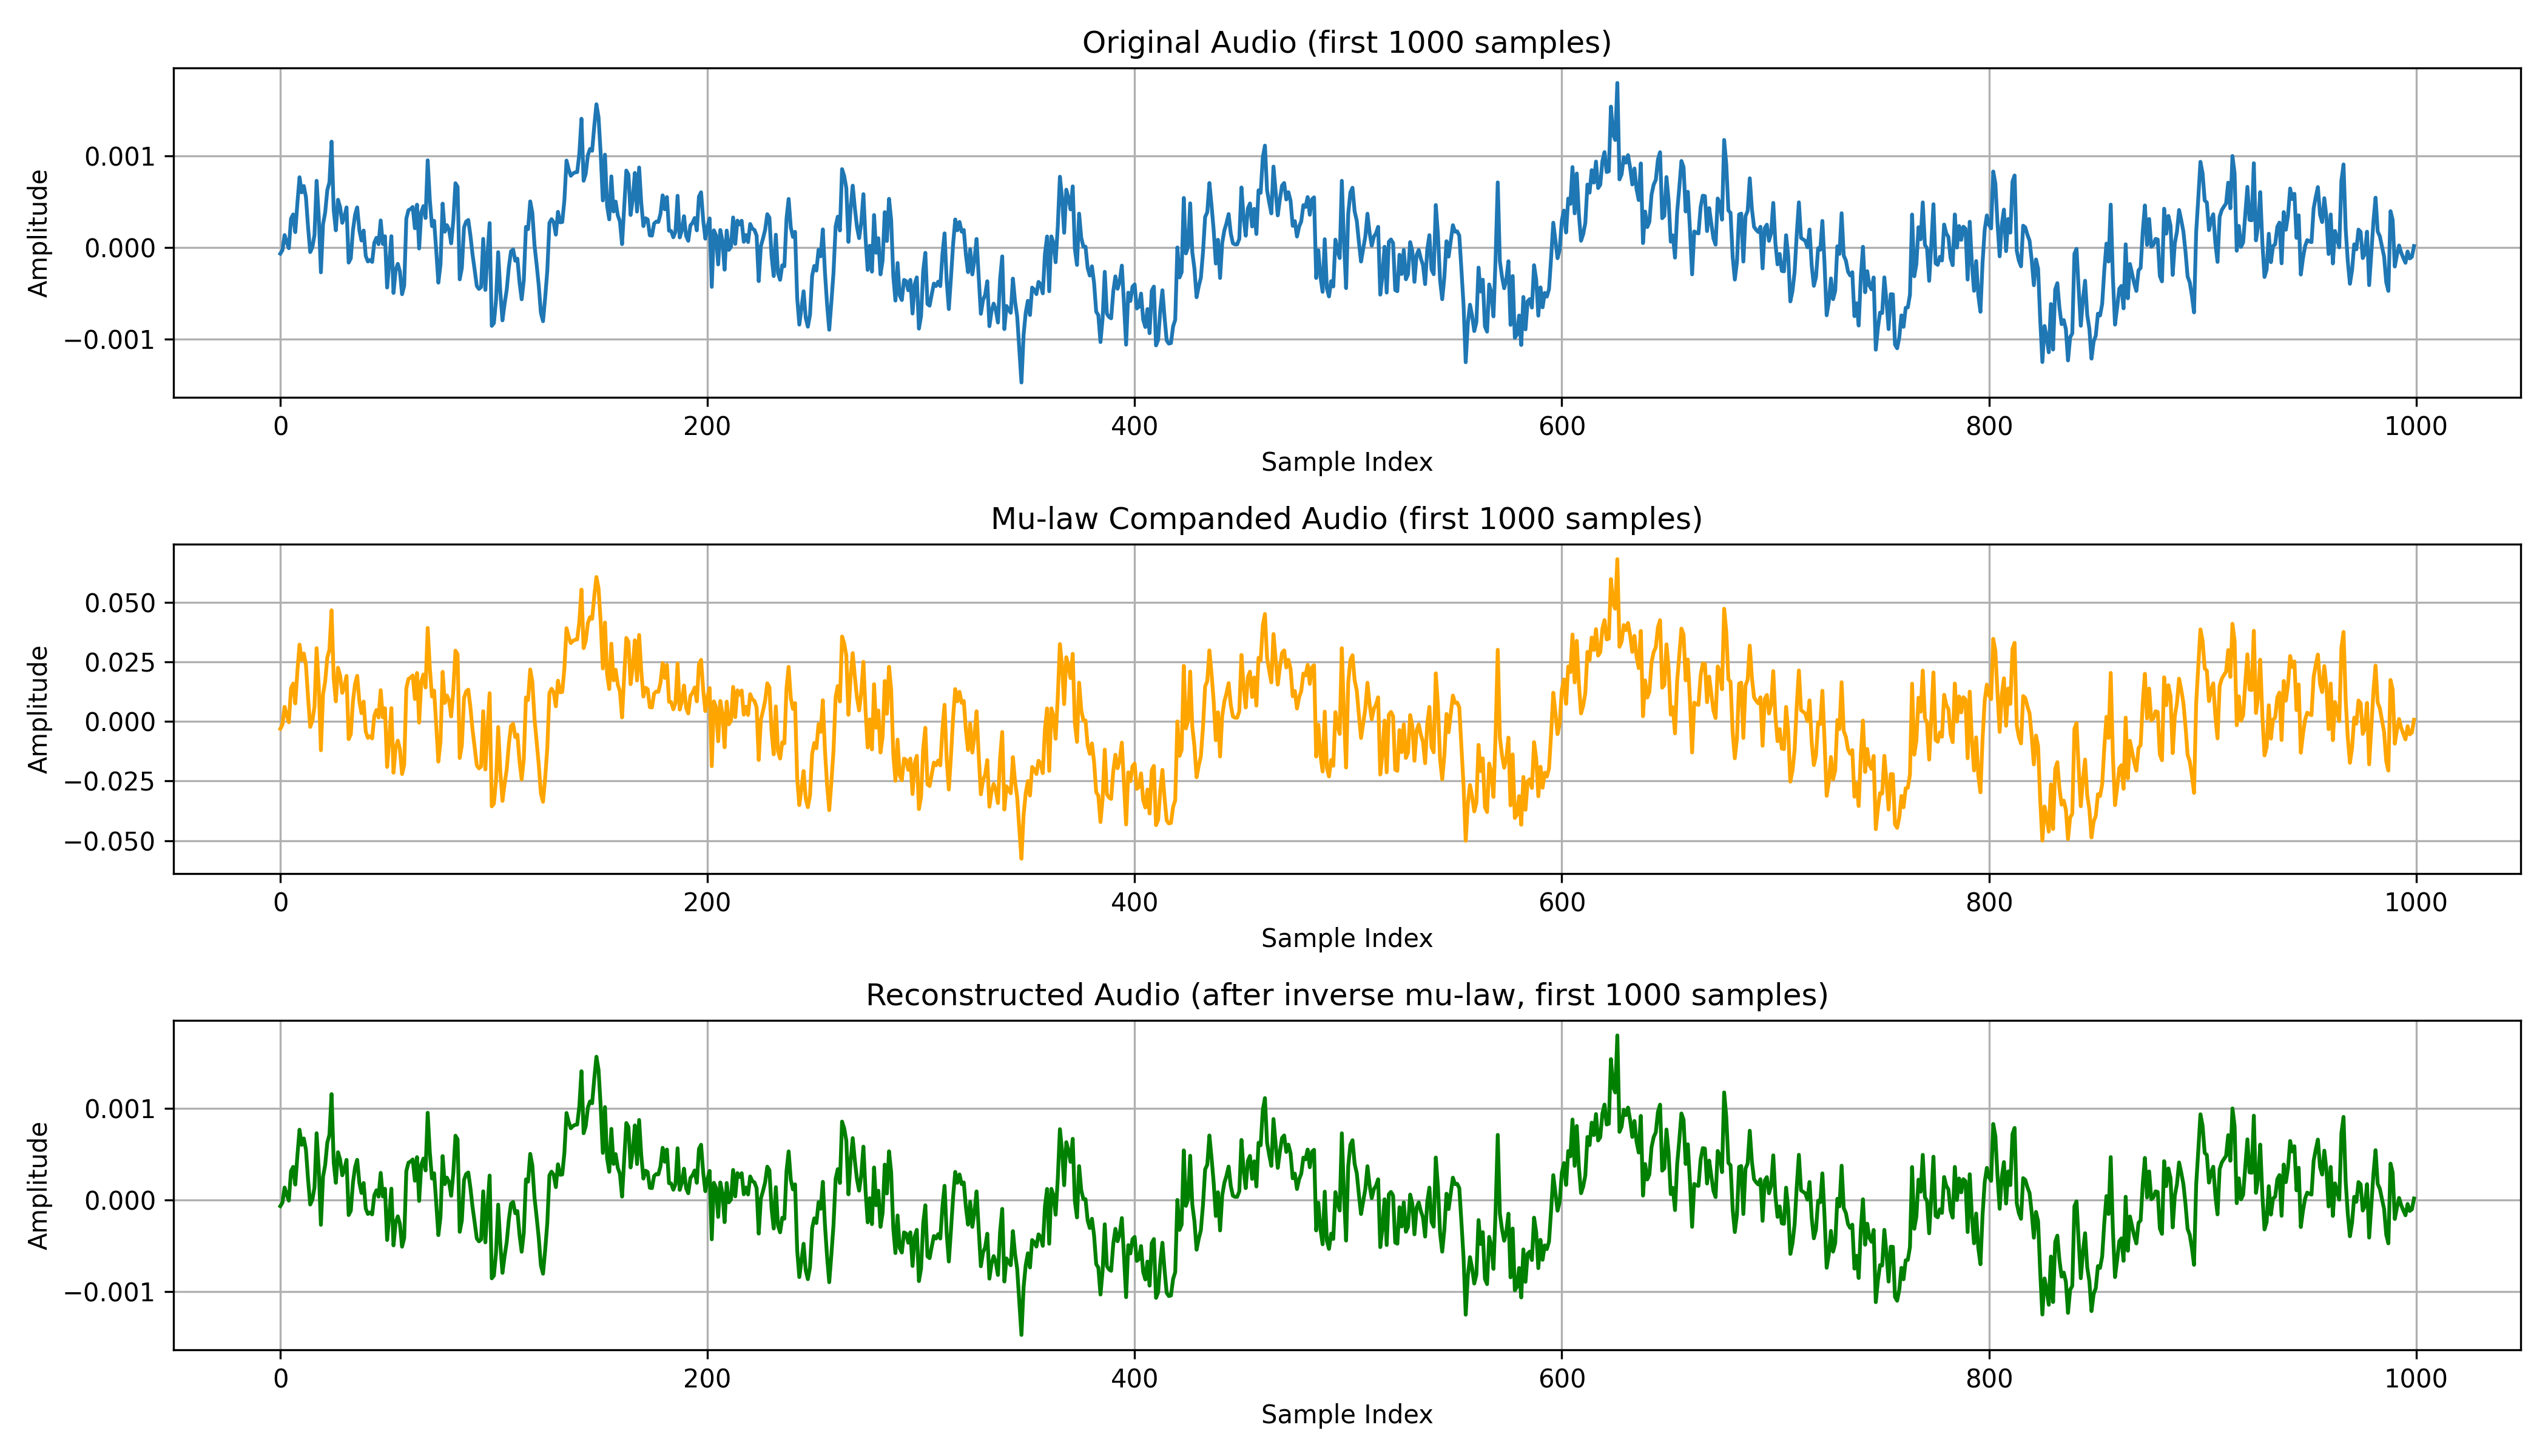 Original Audio (first 1000 samples)
Amplitude
0.001
0.000
−0.001
0 200 400 600 800 1000
Sample Index
Mu-law Companded Audio (first 1000 samples)
Amplitude
0.050
0.025
0.000
−0.025
−0.050
0 200 400 600 800 1000
Sample Index
Reconstructed Audio (after inverse mu-law, first 1000 samples)
Amplitude
0.001
0.000
−0.001
0 200 400 600 800 1000
Sample Index